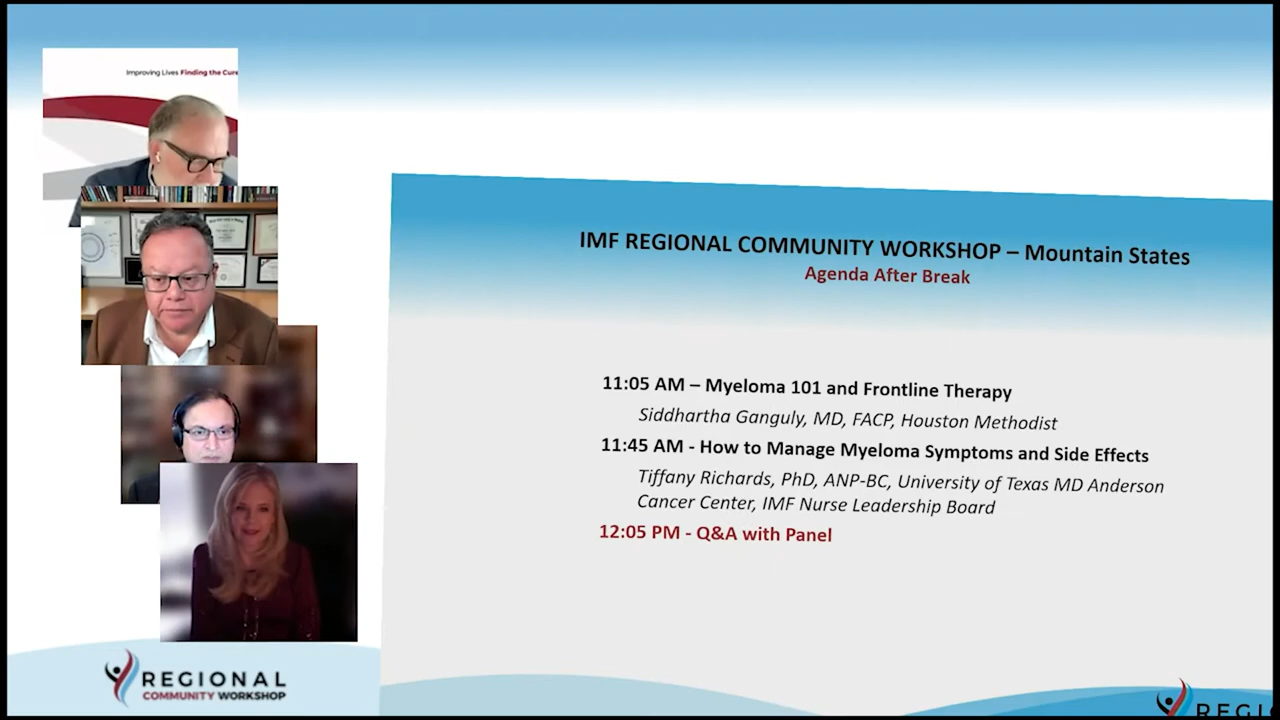 Improving Lives Finding the Cure
IMF REGIONAL COMMUNITY WORKSHOP – Mountain States
Agenda After Break
11:05 AM – Myeloma 101 and Frontline Therapy
Siddhartha Ganguly, MD, FACP, Houston Methodist
11:45 AM - How to Manage Myeloma Symptoms and Side Effects
Tiffany Richards, PhD, ANP-BC, University of Texas MD Anderson
Cancer Center, IMF Nurse Leadership Board
12:05 PM - Q&A with Panel
REGIONAL
COMMUNITY WORKSHOP
REGI